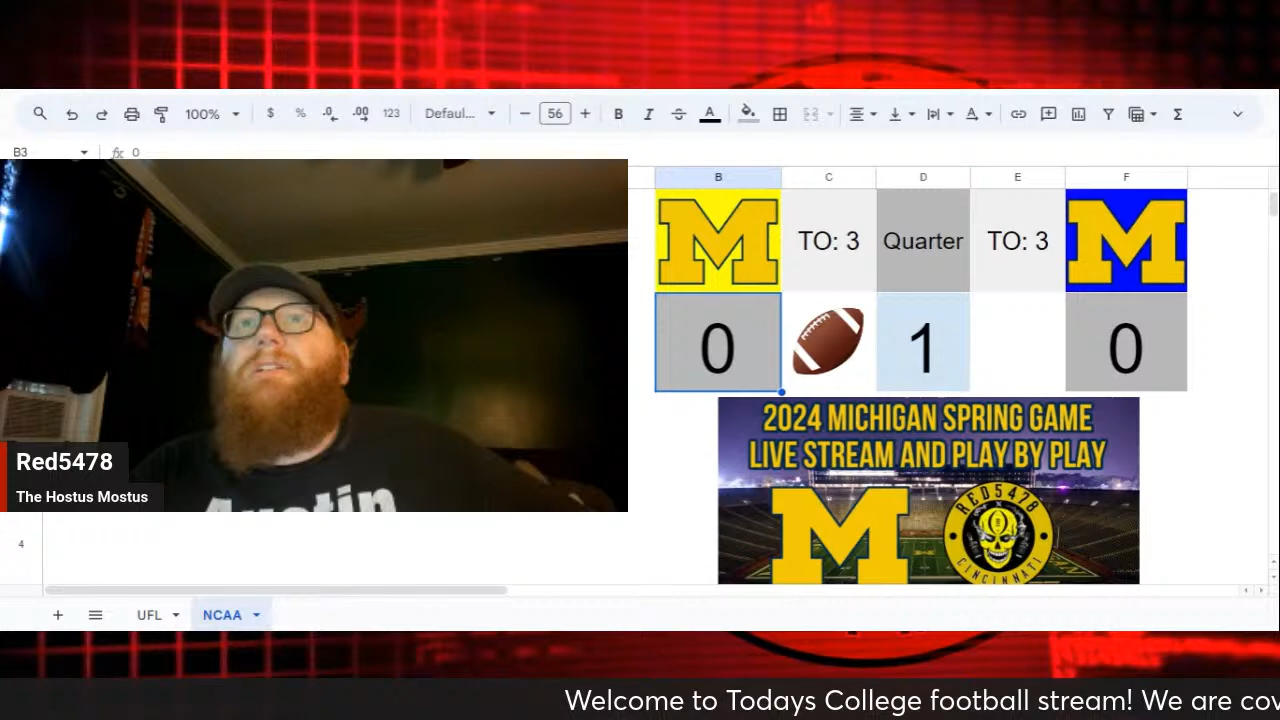 100%
$ % .0 .00 123
Defaul...
56
B I A
B3
fx 0
B C D E F
M TO: 3 Quarter TO: 3 M
0 1 0
2024 MICHIGAN SPRING GAME
LIVE STREAM AND PLAY BY PLAY
M
RED5478
CINCINNATI
Austin
Red5478
The Hostus Mostus
4
UFL
NCAA
Welcome to Todays College football stream! We are cov